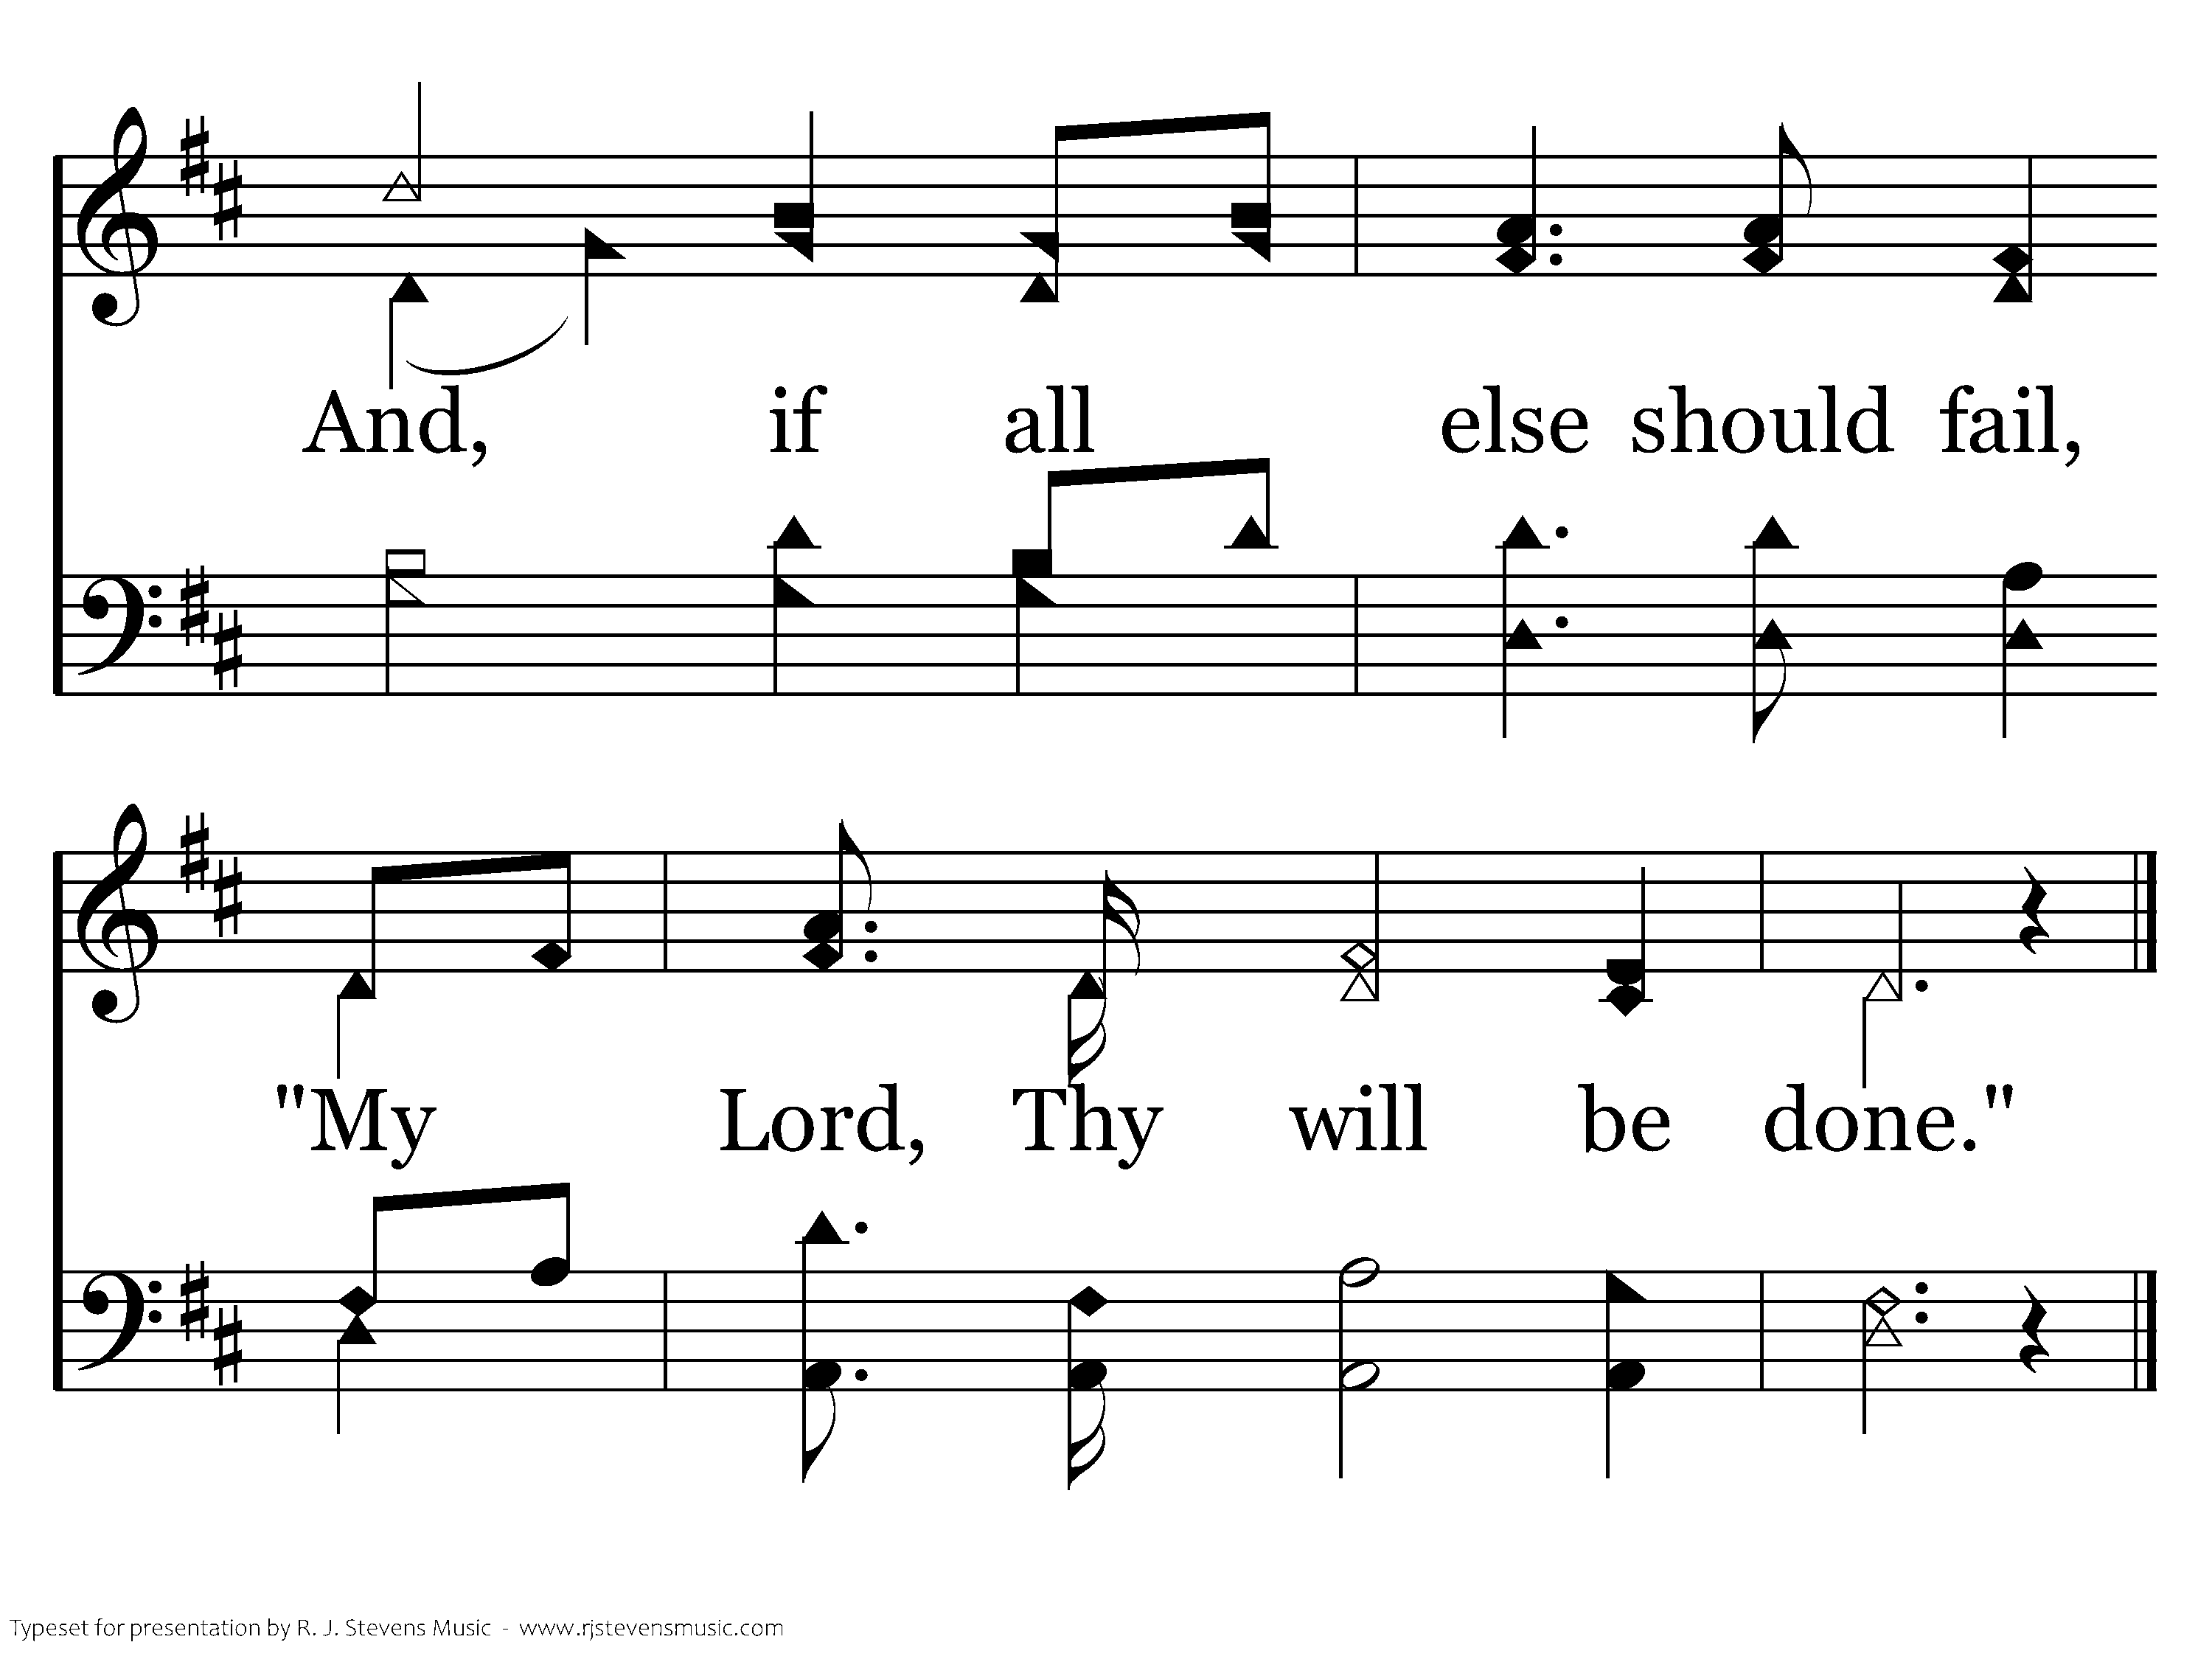 And, if all else should fail,
"My Lord, Thy will be done."
Typeset for presentation by R. J. Stevens Music - www.rjstevensmusic.com